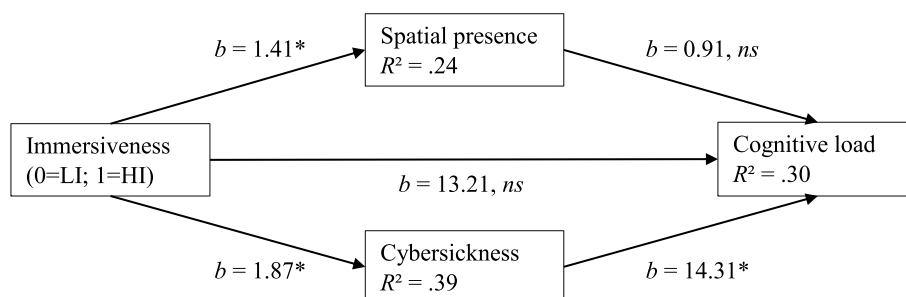 b = 1.41*
Spatial presence
R² = .24
b = 0.91, ns
Immersiveness
(0=LI; 1=HI)
b = 13.21, ns
Cognitive load
R² = .30
b = 1.87*
Cybersickness
R² = .39
b = 14.31*